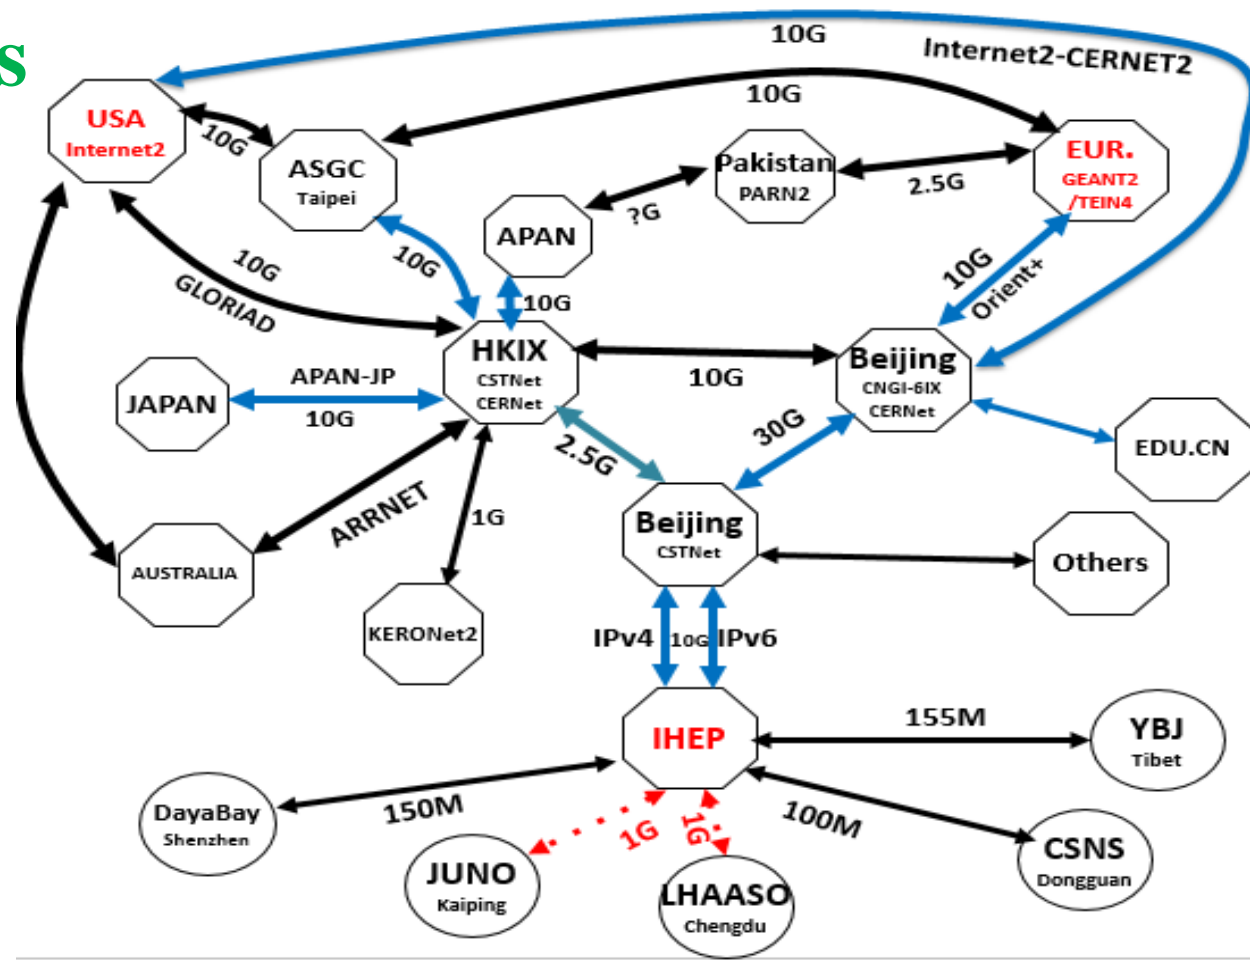 s
10G
Internet2-CERNET2
USA
Internet2
10G
10G
ASGC
Taipei
Pakistan
PARN2
2.5G
EUR.
GEANT2
/TEIN4
?G
APAN
10G
10G
GLORIAD
10G
10G
Orient+
HKIX
CSTNet
CERNet
10G
Beijing
CNGI-6IX
CERNet
JAPAN
APAN-JP
10G
2.5G
30G
EDU.CN
ARRNET
1G
Beijing
CSTNet
Others
AUSTRALIA
KERONet2
IPv4
10G
IPv6
IHEP
155M
YBJ
Tibet
DayaBay
Shenzhen
150M
1G
1G
100M
JUNO
Kaiping
LHAASO
Chengdu
CSNS
Dongguan